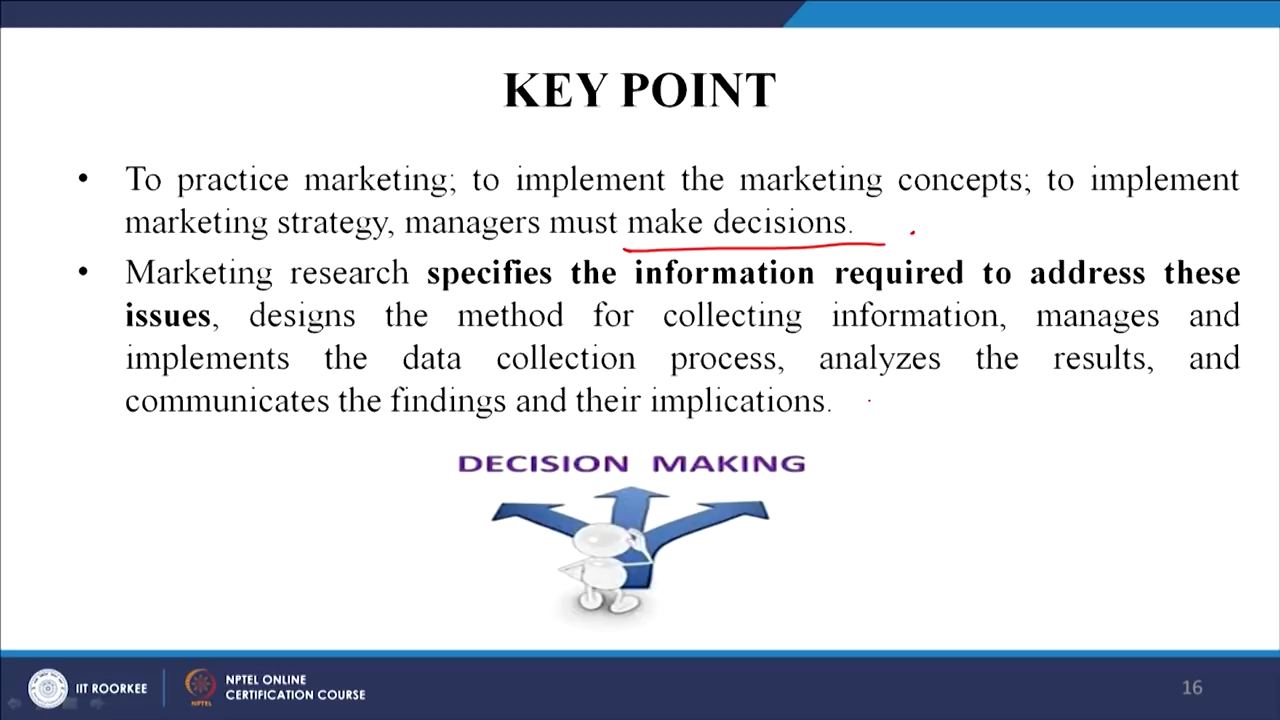 KEY POINT
• To practice marketing; to implement the marketing concepts; to implement
marketing strategy, managers must make decisions.
• Marketing research specifies the information required to address these
issues, designs the method for collecting information, manages and
implements the data collection process, analyzes the results, and
communicates the findings and their implications.
DECISION MAKING
IIT ROORKEE
NPTEL
NPTEL ONLINE
CERTIFICATION COURSE
16